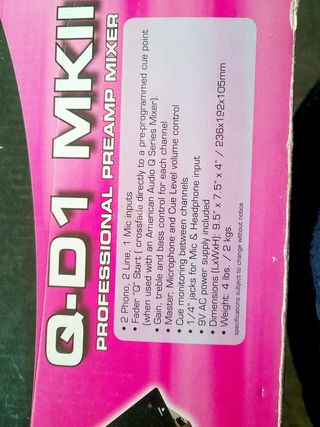 Q-D1 MKII
PROFESSIONAL PREAMP MIXER
• 2 Phono, 2 Line, 1 Mic inputs
• Fader "Q" Start ( crossfade directly to a pre-programmed cue point
(when used with an American Audio Q Series Mixer).
• Gain, treble and bass control for each channel
• Master, Microphone and Cue Level volume control
• Cue monitoring between channels
• 1/4" jacks for Mic & Headphone input
• 9V AC power supply included
• Dimensions (LxWxH): 9.5" x 7.5" x 4" / 236x192x105mm
• Weight: 4 lbs. / 2 kgs.
specifications subject to change without notice